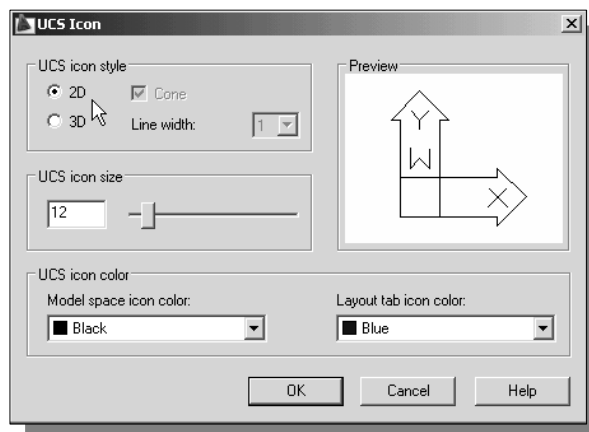 UCS Icon
UCS icon style
2D
Cone
3D
Line width:
1
Preview
Y
W
X
UCS icon size
12
UCS icon color
Model space icon color:
Black
Layout tab icon color:
Blue
OK
Cancel
Help